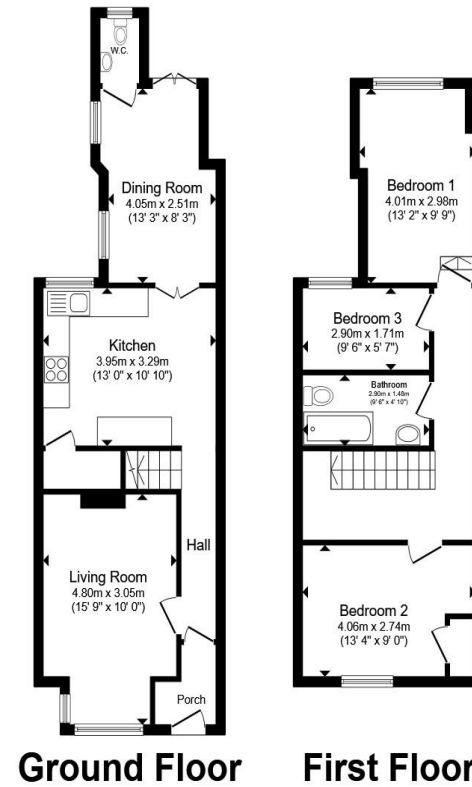 W.C.
Dining Room
4.05m x 2.51m
(13' 3" x 8' 3")
Kitchen
3.95m x 3.29m
(13' 0" x 10' 10")
Hall
Living Room
4.80m x 3.05m
(15' 9" x 10' 0")
Porch
Ground Floor
Bedroom 1
4.01m x 2.98m
(13' 2" x 9' 9")
Bedroom 3
2.90m x 1.71m
(9' 6" x 5' 7")
Bathroom
2.90m x 1.48m
(9' 6" x 4' 10")
Bedroom 2
4.06m x 2.74m
(13' 4" x 9' 0")
First Floor